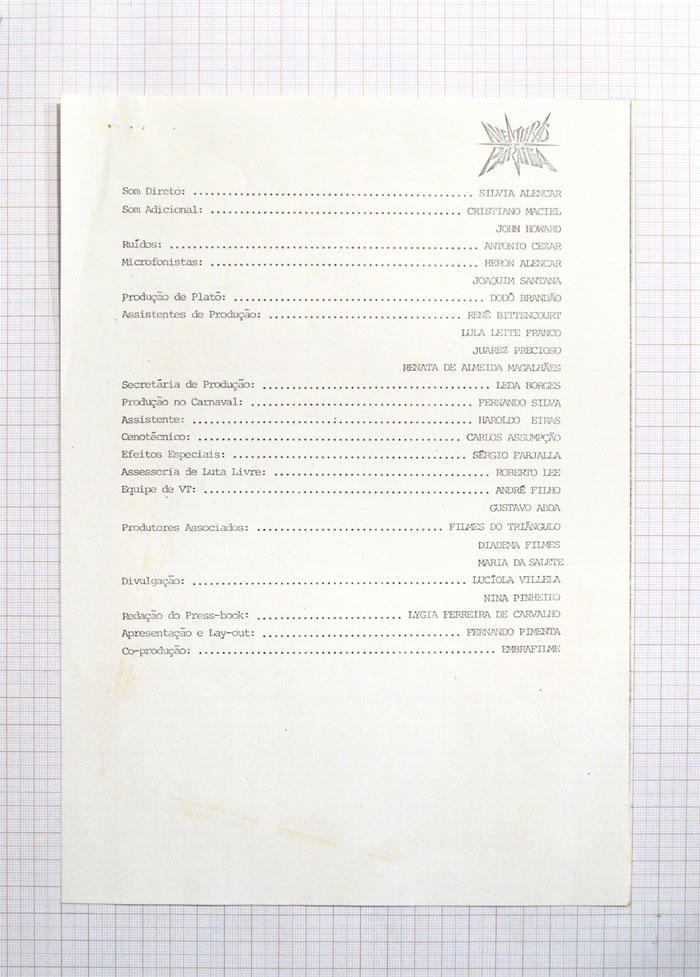 AVENTURAS
PARAÍBA
Som Direto: ................................................ SILVIA ALENCAR
Som Adicional: ........................................... CRISTIANO MACIEL
JOHN HOWARD
Ruídos: ..................................................... ANTONIO CEZAR
Microfonistas: .............................................. HERON ALENCAR
JOAQUIM SANTANA
Produção de Platô: ........................................... DODÔ BRANDÃO
Assistentes de Produção: ................................. RENÊ BITTENCOURT
LULA LEITE FRANCO
JUAREZ PRECIOSO
RENATA DE ALMEIDA MAGALHÃES
Secretária de Produção: ........................................ LEDA BORGES
Produção no Carnaval: ...................................... FERNANDO SILVA
Assistente: .................................................. HAROLDO EIRAS
Cenotécnico: .............................................. CARLOS ASSUMPÇÃO
Efeitos Especiais: ........................................ SÉRGIO FARJALLA
Assessoria de Luta Livre: ..................................... ROBERTO LEE
Equipe de VT: ................................................. ANDRÉ FILHO
GUSTAVO ABDA
Produtores Associados: ................................ FILMES DO TRIÂNGULO
DIADEMA FILMES
MARIA DA SALETE
Divulgação: ............................................... LUCÍOLA VILLELA
NINA PINHEIRO
Redação do Press-book: ......................... LYGIA FERREIRA DE CARVALHO
Apresentação e Lay-out: .................................. FERNANDO PIMENTA
Co-produção: .................................................... EMBRAFILME